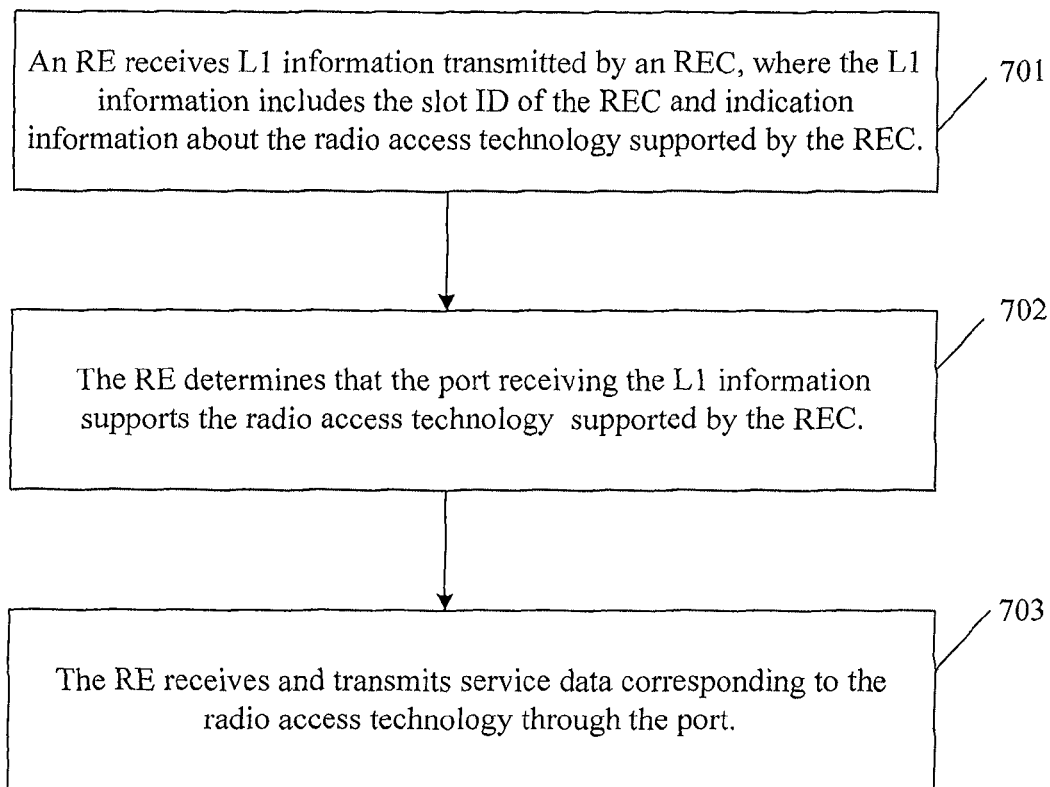 An RE receives L1 information transmitted by an REC, where the L1
information includes the slot ID of the REC and indication
information about the radio access technology supported by the REC.
701
The RE determines that the port receiving the L1 information
supports the radio access technology supported by the REC.
702
The RE receives and transmits service data corresponding to the
radio access technology through the port.
703